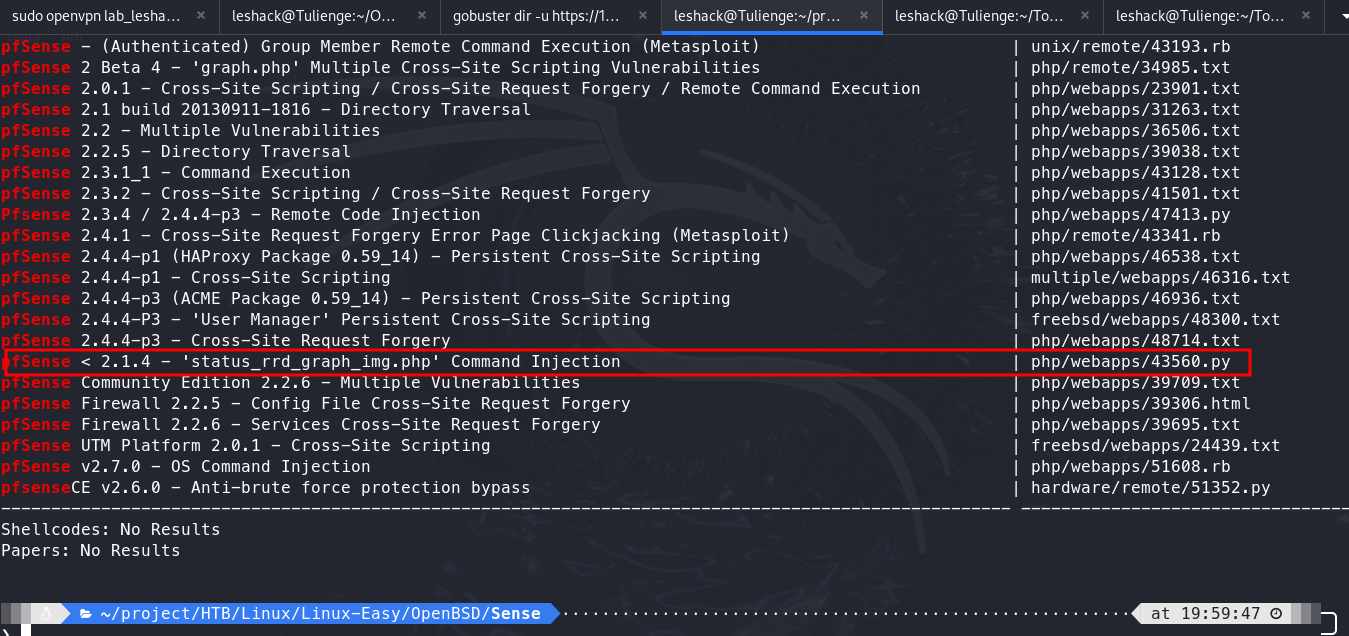 sudo openvpn lab_lesha... × leshack@Tulienge:~/O... × gobuster dir -u https://1... × leshack@Tulienge:~/pr... × leshack@Tulienge:~/To... × leshack@Tulienge:~/To... ×
pfSense - (Authenticated) Group Member Remote Command Execution (Metasploit) | unix/remote/43193.rb
pfSense 2 Beta 4 - 'graph.php' Multiple Cross-Site Scripting Vulnerabilities | php/remote/34985.txt
pfSense 2.0.1 - Cross-Site Scripting / Cross-Site Request Forgery / Remote Command Execution | php/webapps/23901.txt
pfSense 2.1 build 20130911-1816 - Directory Traversal | php/webapps/31263.txt
pfSense 2.2 - Multiple Vulnerabilities | php/webapps/36506.txt
pfSense 2.2.5 - Directory Traversal | php/webapps/39038.txt
pfSense 2.3.1_1 - Command Execution | php/webapps/43128.txt
pfSense 2.3.2 - Cross-Site Scripting / Cross-Site Request Forgery | php/webapps/41501.txt
Pfsense 2.3.4 / 2.4.4-p3 - Remote Code Injection | php/webapps/47413.py
pfSense 2.4.1 - Cross-Site Request Forgery Error Page Clickjacking (Metasploit) | php/remote/43341.rb
pfSense 2.4.4-p1 (HAProxy Package 0.59_14) - Persistent Cross-Site Scripting | php/webapps/46538.txt
pfSense 2.4.4-p1 - Cross-Site Scripting | multiple/webapps/46316.txt
pfSense 2.4.4-p3 (ACME Package 0.59_14) - Persistent Cross-Site Scripting | php/webapps/46936.txt
pfSense 2.4.4-P3 - 'User Manager' Persistent Cross-Site Scripting | freebsd/webapps/48300.txt
pfSense 2.4.4-p3 - Cross-Site Request Forgery | php/webapps/48714.txt
pfSense < 2.1.4 - 'status_rrd_graph_img.php' Command Injection | php/webapps/43560.py
pfSense Community Edition 2.2.6 - Multiple Vulnerabilities | php/webapps/39709.txt
pfSense Firewall 2.2.5 - Config File Cross-Site Request Forgery | php/webapps/39306.html
pfSense Firewall 2.2.6 - Services Cross-Site Request Forgery | php/webapps/39695.txt
pfSense UTM Platform 2.0.1 - Cross-Site Scripting | freebsd/webapps/24439.txt
pfSense v2.7.0 - OS Command Injection | php/webapps/51608.rb
pfsenseCE v2.6.0 - Anti-brute force protection bypass | hardware/remote/51352.py
Shellcodes: No Results
Papers: No Results
~/project/HTB/Linux/Linux-Easy/OpenBSD/Sense at 19:59:47